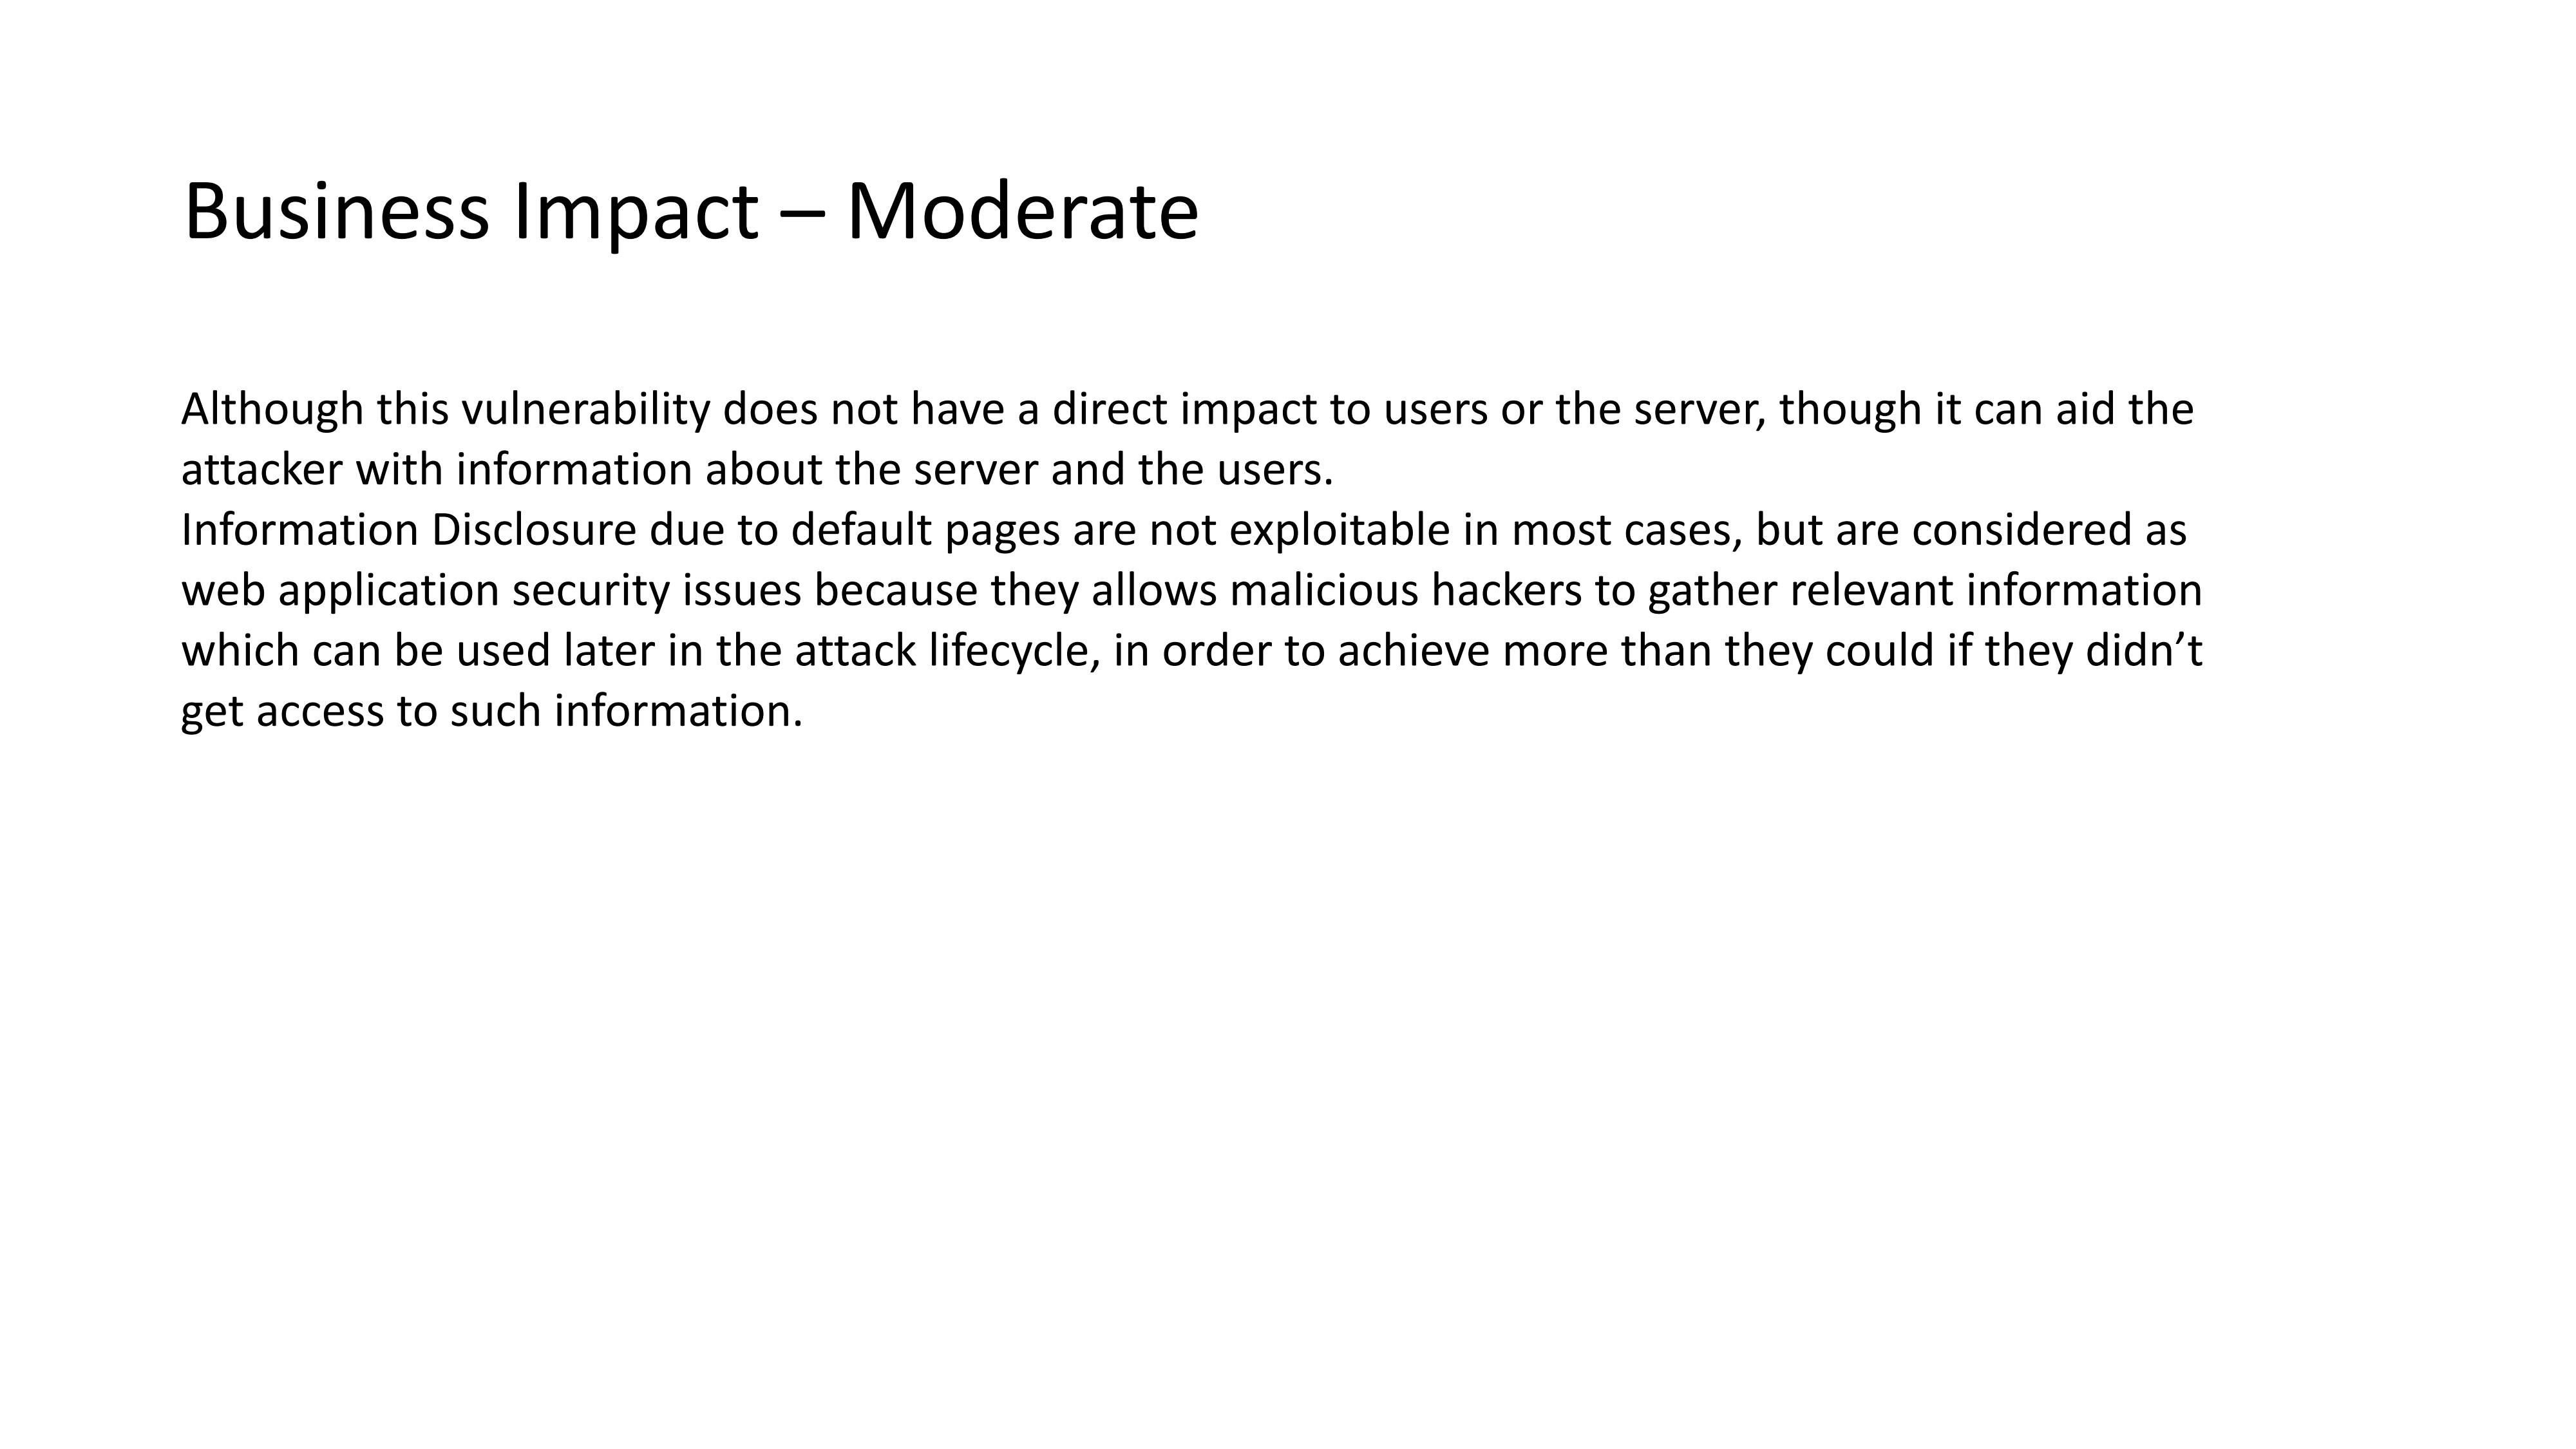 Business Impact – Moderate
Although this vulnerability does not have a direct impact to users or the server, though it can aid the
attacker with information about the server and the users.
Information Disclosure due to default pages are not exploitable in most cases, but are considered as
web application security issues because they allows malicious hackers to gather relevant information
which can be used later in the attack lifecycle, in order to achieve more than they could if they didn’t
get access to such information.